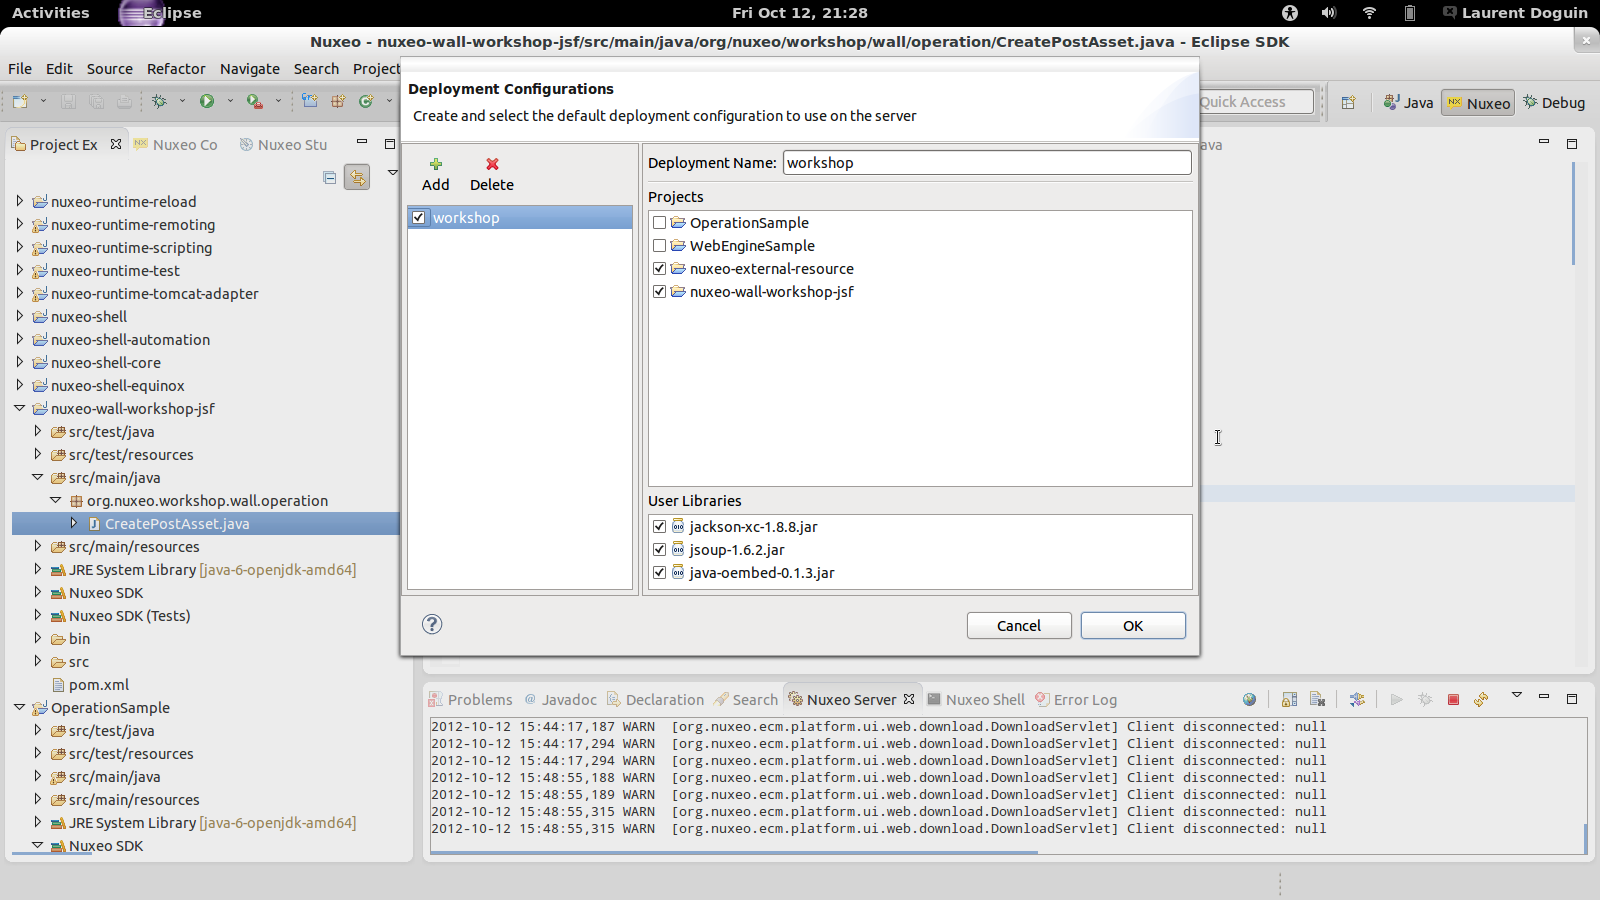 Activities
Eclipse
Fri Oct 12, 21:28
Laurent Doguin
Nuxeo - nuxeo-wall-workshop-jsf/src/main/java/org/nuxeo/workshop/wall/operation/CreatePostAsset.java - Eclipse SDK
File Edit Source Refactor Navigate Search Project
Quick Access
Java
Nuxeo
Debug
Project Ex
Nuxeo Co
Nuxeo Stu
nuxeo-runtime-reload
nuxeo-runtime-remoting
nuxeo-runtime-scripting
nuxeo-runtime-test
nuxeo-runtime-tomcat-adapter
nuxeo-shell
nuxeo-shell-automation
nuxeo-shell-core
nuxeo-shell-equinox
nuxeo-wall-workshop-jsf
src/test/java
src/test/resources
src/main/java
org.nuxeo.workshop.wall.operation
CreatePostAsset.java
src/main/resources
JRE System Library [java-6-openjdk-amd64]
Nuxeo SDK
Nuxeo SDK (Tests)
bin
src
pom.xml
OperationSample
src/test/java
src/test/resources
src/main/java
src/main/resources
JRE System Library [java-6-openjdk-amd64]
Nuxeo SDK
Deployment Configurations
Create and select the default deployment configuration to use on the server
Add
Delete
workshop
Deployment Name: workshop
Projects
OperationSample
WebEngineSample
nuxeo-external-resource
nuxeo-wall-workshop-jsf
User Libraries
jackson-xc-1.8.8.jar
jsoup-1.6.2.jar
java-oembed-0.1.3.jar
Cancel
OK
ava
Problems
@ Javadoc
Declaration
Search
Nuxeo Server
Nuxeo Shell
Error Log
2012-10-12 15:44:17,187 WARN [org.nuxeo.ecm.platform.ui.web.download.DownloadServlet] Client disconnected: null
2012-10-12 15:44:17,294 WARN [org.nuxeo.ecm.platform.ui.web.download.DownloadServlet] Client disconnected: null
2012-10-12 15:44:17,294 WARN [org.nuxeo.ecm.platform.ui.web.download.DownloadServlet] Client disconnected: null
2012-10-12 15:48:55,188 WARN [org.nuxeo.ecm.platform.ui.web.download.DownloadServlet] Client disconnected: null
2012-10-12 15:48:55,189 WARN [org.nuxeo.ecm.platform.ui.web.download.DownloadServlet] Client disconnected: null
2012-10-12 15:48:55,315 WARN [org.nuxeo.ecm.platform.ui.web.download.DownloadServlet] Client disconnected: null
2012-10-12 15:48:55,315 WARN [org.nuxeo.ecm.platform.ui.web.download.DownloadServlet] Client disconnected: null